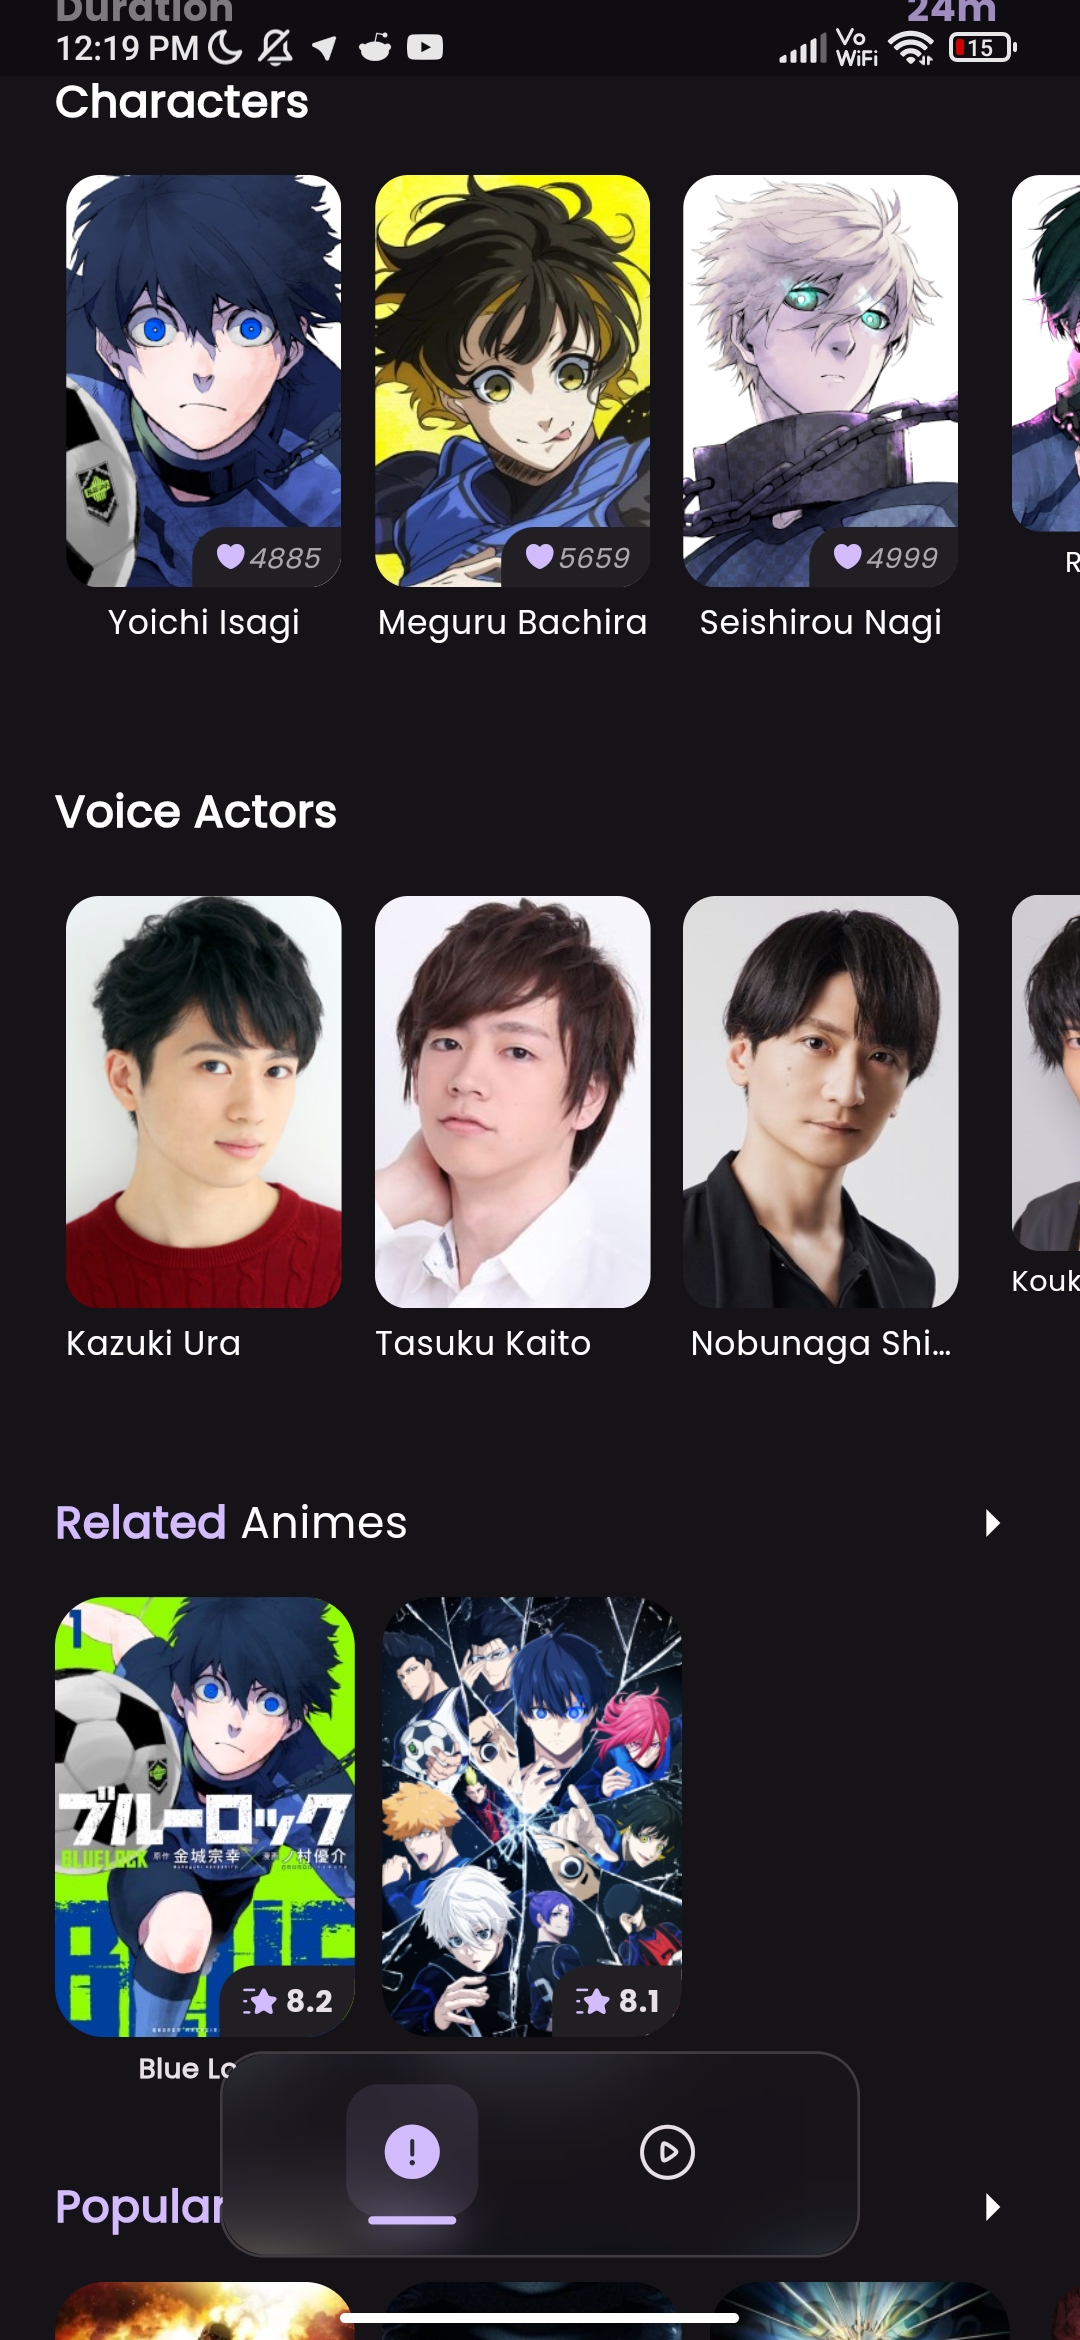 Duration 24m
12:19 PM Vo WiFi 15
Characters
4885 5659 4999
Yoichi Isagi Meguru Bachira Seishirou Nagi R
Voice Actors
Kazuki Ura Tasuku Kaito Nobunaga Shi... Kouk
Related Animes
1
ブルーロック
BLUELOCK 原作 金城宗幸 漫画 ノ村優介
8.2 8.1
Blue Lo
Popular